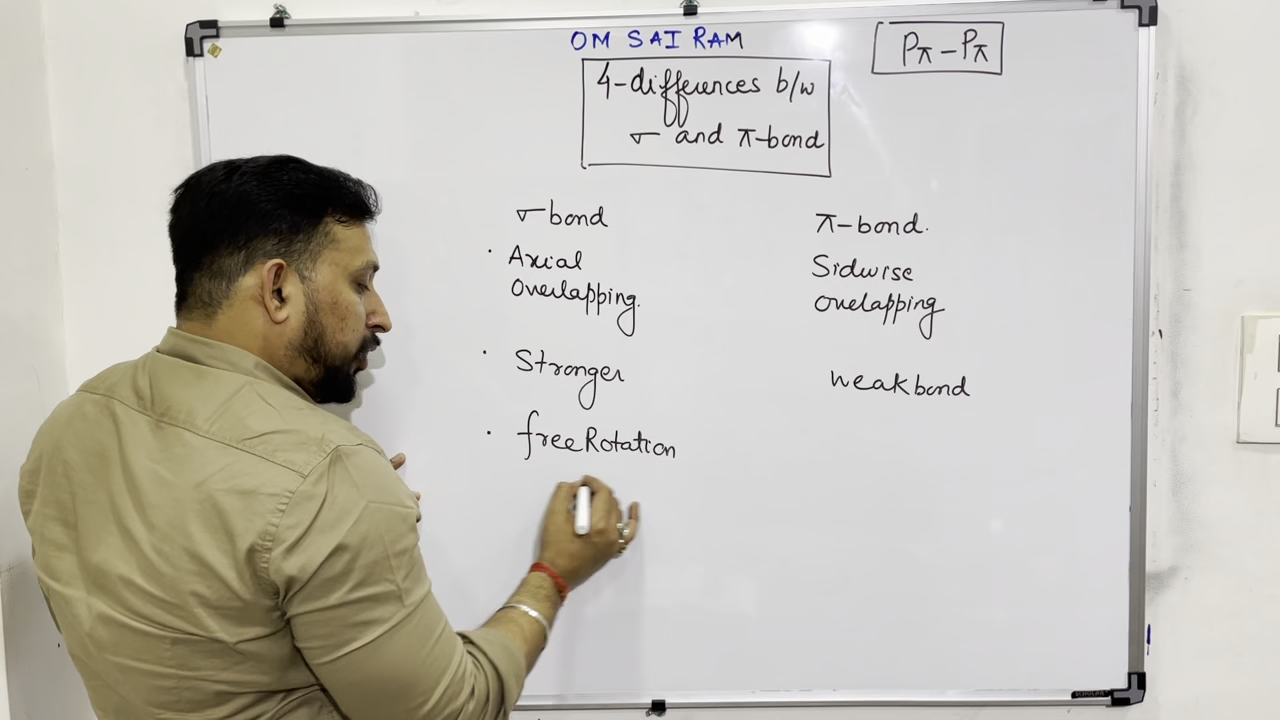 OM SAI RAM
Pπ-Pπ
4-differences b/w
σ and π-bond
σ bond
π-bond.
Axial
Overlapping.
Sidwise
overlapping
Stronger
weak bond
free Rotation